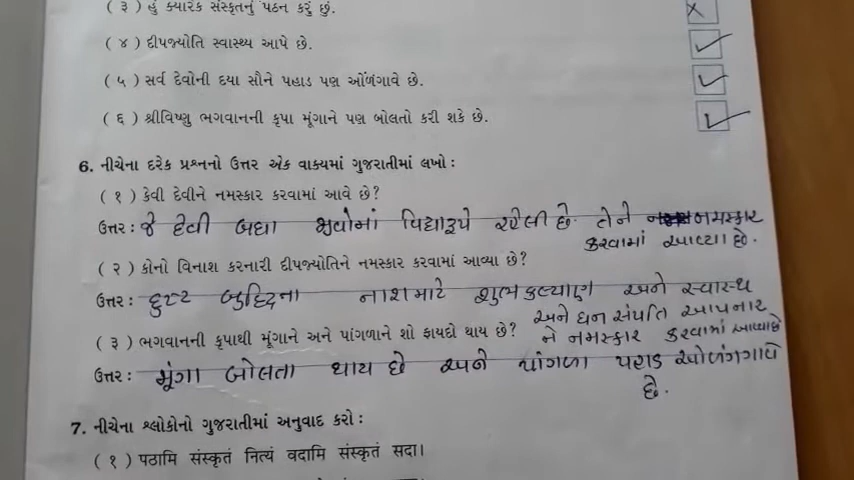 ( ૩ ) હું ક્યારેક સંસ્કૃતનું પઠન કરું છું.
( ૪ ) દીપજ્યોતિ સ્વાસ્થ્ય આપે છે.
( ૫ ) સર્વ દેવોની દયા સૌને પહાડ પણ ઓળંગાવે છે.
( ૬ ) શ્રીવિષ્ણુ ભગવાનની કૃપા મૂંગાને પણ બોલતો કરી શકે છે.
6. નીચેના દરેક પ્રશ્નનો ઉત્તર એક વાક્યમાં ગુજરાતીમાં લખો :
( ૧ ) કેવી દેવીને નમસ્કાર કરવામાં આવે છે?
ઉત્તર : જે દેવી બધા જીવોમાં વિદ્યારૂપે રહેલી છે. તેને નમસ્કાર
કરવામાં આવ્યા છે.
( ૨ ) કોનો વિનાશ કરનારી દીપજ્યોતિને નમસ્કાર કરવામાં આવ્યા છે?
ઉત્તર : દુષ્ટ બુદ્ધિના નાશ માટે શુભ કલ્યાણ અને સ્વાસ્થ
અને ધન સંપતિ આપનાર
ને નમસ્કાર કરવામાં આવ્યા છે
( ૩ ) ભગવાનની કૃપાથી મૂંગાને અને પાંગળાને શો ફાયદો થાય છે?
ઉત્તર : મૂંગા બોલતા થાય છે અને પાંગળા પહાડ ઓળંગગાવે
છે.
7. નીચેના શ્લોકોનો ગુજરાતીમાં અનુવાદ કરો :
( ૧ ) પઠામિ સંસ્કૃતં નિત્યં વદામિ સંસ્કૃતં સદા।